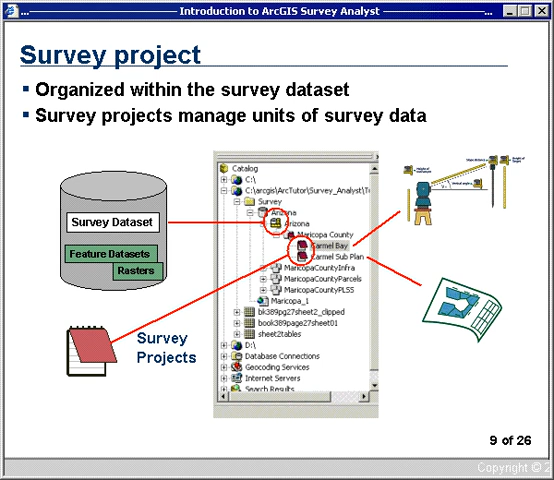 Introduction to ArcGIS Survey Analyst
Survey project
Organized within the survey dataset
Survey projects manage units of survey data
Survey Dataset
Feature Datasets
Rasters
Survey
Projects
Catalog
C:\
C:\arcgis\ArcTutor\Survey_Analyst\T
Survey
Arizona
Arizona
Maricopa County
Carmel Bay
Carmel Sub Plan
MaricopaCountyInfra
MaricopaCountyParcels
MaricopaCountyPLSS
Maricopa_1
bk389pg27sheet2_clipped
book389page27sheet01
sheet2tables
D:\
Database Connections
Geocoding Services
Internet Servers
Search Results
9 of 26
Copyright © 2